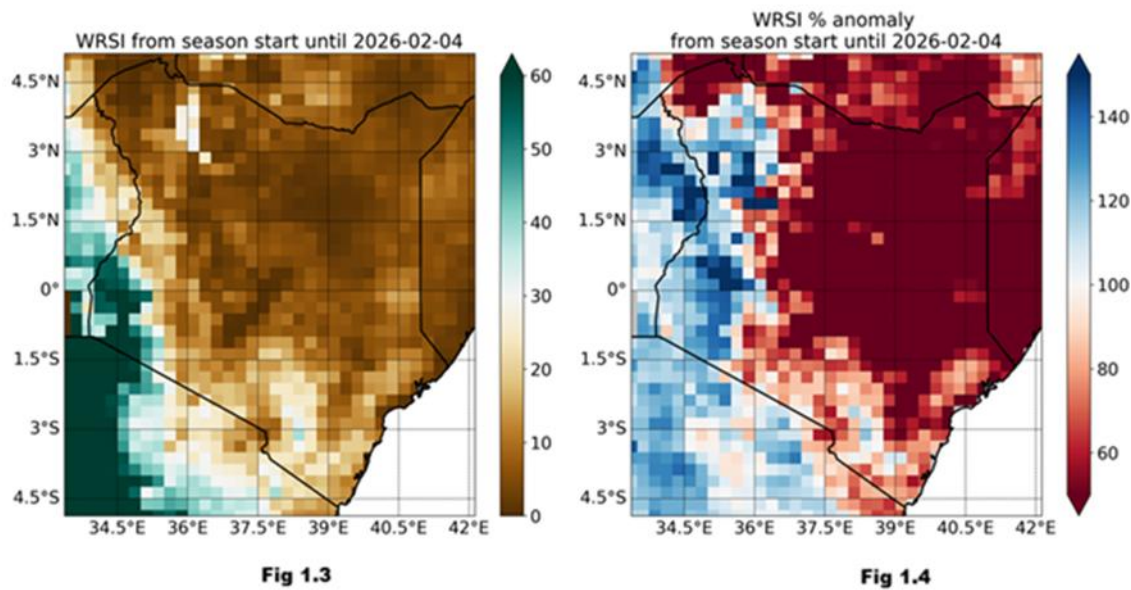 WRSI from season start until 2026-02-04
4.5°N
3°N
1.5°N
0°
1.5°S
3°S
4.5°S
34.5°E 36°E 37.5°E 39°E 40.5°E 42°E
60
50
40
30
20
10
0
Fig 1.3
WRSI % anomaly
from season start until 2026-02-04
4.5°N
3°N
1.5°N
0°
1.5°S
3°S
4.5°S
34.5°E 36°E 37.5°E 39°E 40.5°E 42°E
140
120
100
80
60
Fig 1.4